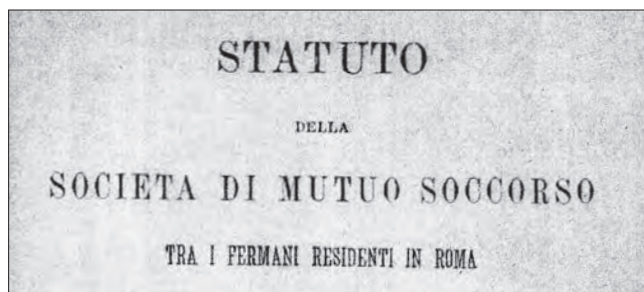 STATUTO
DELLA
SOCIETA DI MUTUO SOCCORSO
TRA I FERMANI RESIDENTI IN ROMA